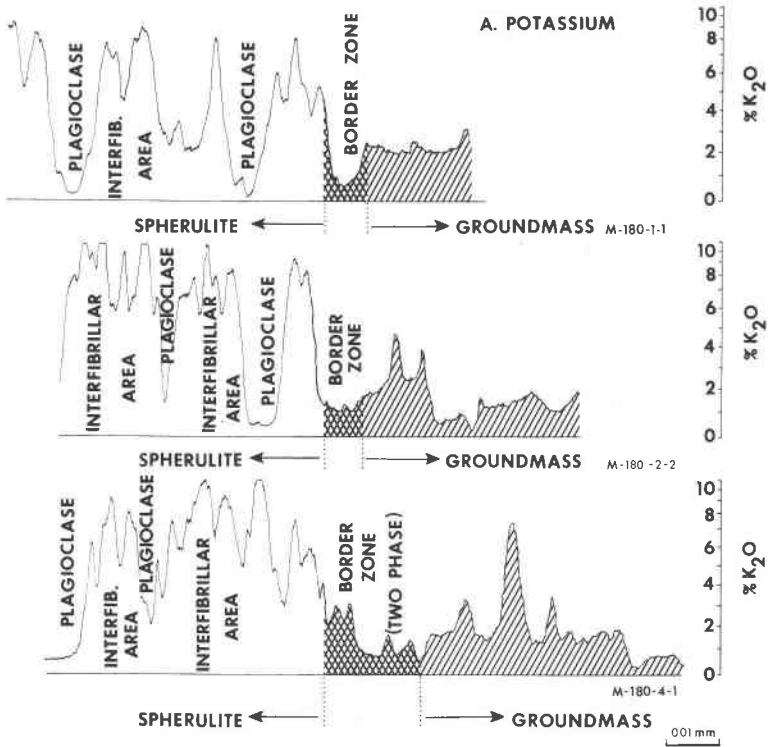 A. POTASSIUM
PLAGIOCLASE
INTERFIB.
AREA
PLAGIOCLASE
BORDER ZONE
10
8
6
4
2
0
% K2O
SPHERULITE
GROUNDMASS
M-180-1-1
INTERFIBRILLAR
AREA
PLAGIOCLASE
INTERFIBRILLAR
AREA
PLAGIOCLASE
BORDER
ZONE
10
8
6
4
2
0
% K2O
SPHERULITE
GROUNDMASS
M-180-2-2
PLAGIOCLASE
INTERFIB.
AREA
PLAGIOCLASE
INTERFIBRILLAR
AREA
BORDER
ZONE
(TWO PHASE)
10
8
6
4
2
0
% K2O
M-180-4-1
SPHERULITE
GROUNDMASS
001 mm